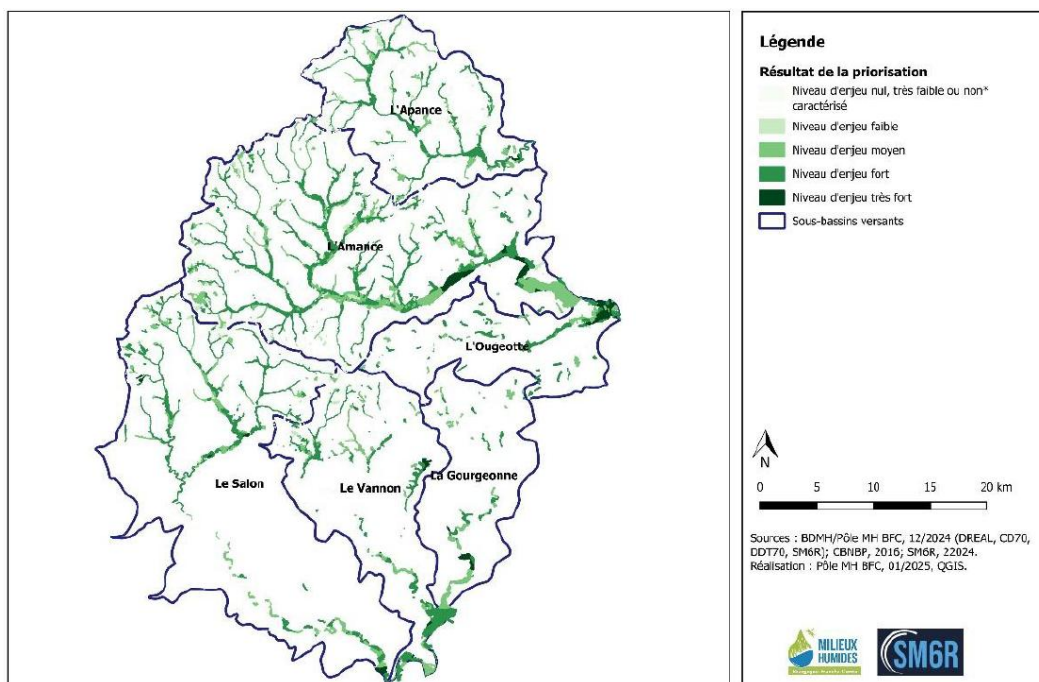 L'Apance
L'Amance
L'Ougeotte
Le Salon
Le Vannon
La Gourgeonne
Légende
Résultat de la priorisation
Niveau d'enjeu nul, très faible ou non*
caractérisé
Niveau d'enjeu faible
Niveau d'enjeu moyen
Niveau d'enjeu fort
Niveau d'enjeu très fort
Sous-bassins versants
N
0 5 10 15 20 km
Sources : BDMH/Pôle MH BFC, 12/2024 (DREAL, CD70,
DDT70, SM6R); CBNBP, 2016; SM6R, 22024.
Réalisation : Pôle MH BFC, 01/2025, QGIS.
MILIEUX
HUMIDES
SM6R